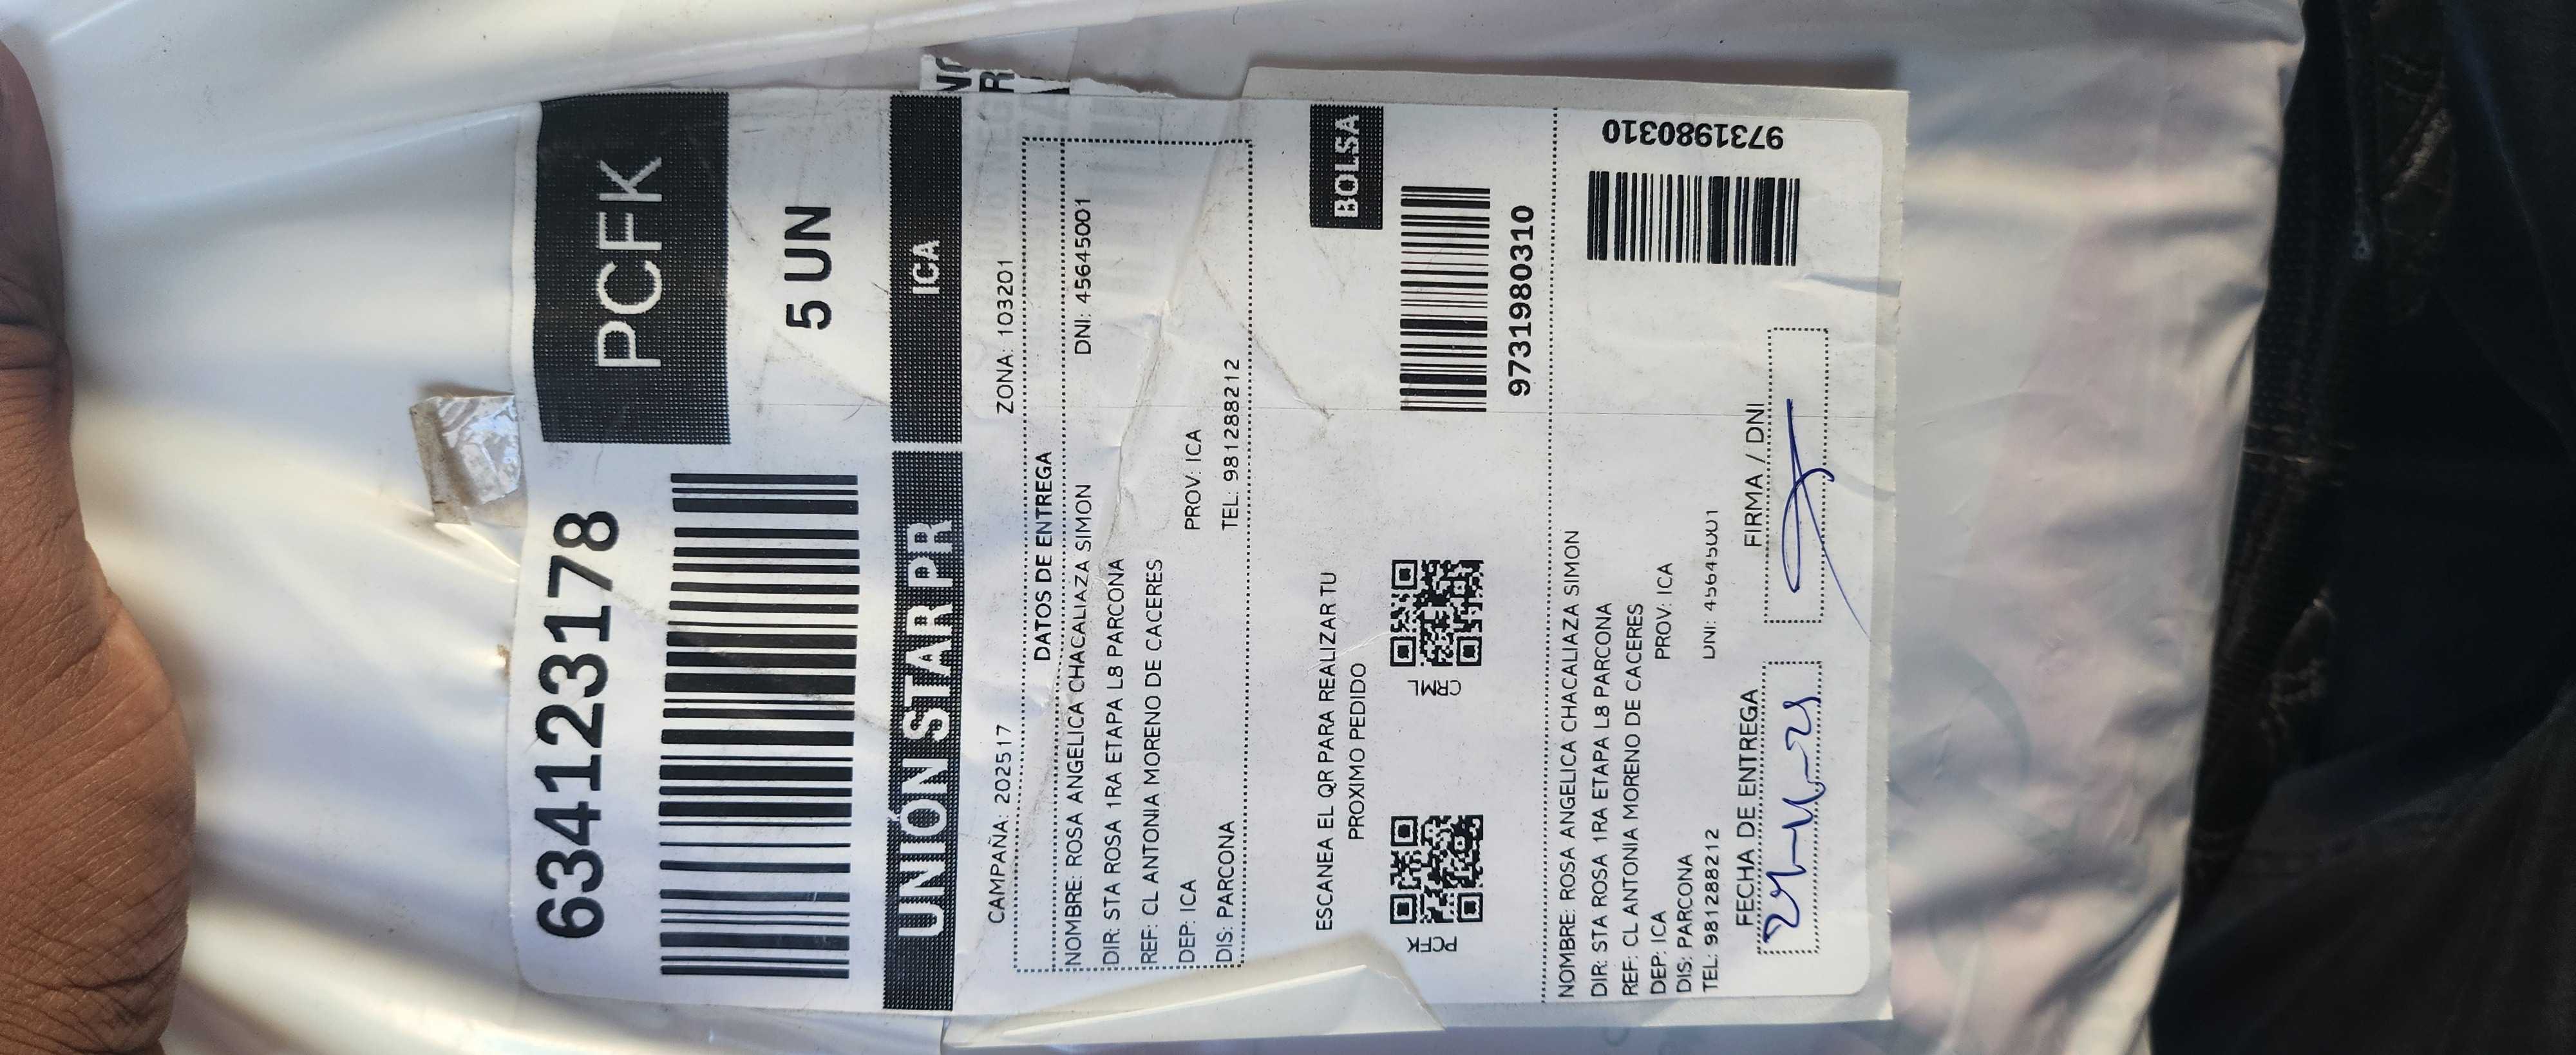 6341231178
PCFK
5 UN
UNIÓN STAR PR
ICA
CAMPAÑA: 202517
ZONA: 103201
DATOS DE ENTREGA
NOMBRE: ROSA ANGELICA CHACALIAZA SIMON
DNI: 45645001
DIR: STA ROSA 1RA ETAPA L8 PARCONA
REF: CL ANTONIA MORENO DE CACERES
DEP: ICA
PROV: ICA
DIS: PARCONA
TEL: 981288212
ESCANEA EL QR PARA REALIZAR TU
PROXIMO PEDIDO
BOLSA
PCFK
CRML
9731980310
NOMBRE: ROSA ANGELICA CHACALIAZA SIMON
DIR: STA ROSA 1RA ETAPA L8 PARCONA
REF: CL ANTONIA MORENO DE CACERES
DEP: ICA
PROV: ICA
DIS: PARCONA
TEL: 981288212
DNI: 45645001
9731980310
FECHA DE ENTREGA
FIRMA / DNI